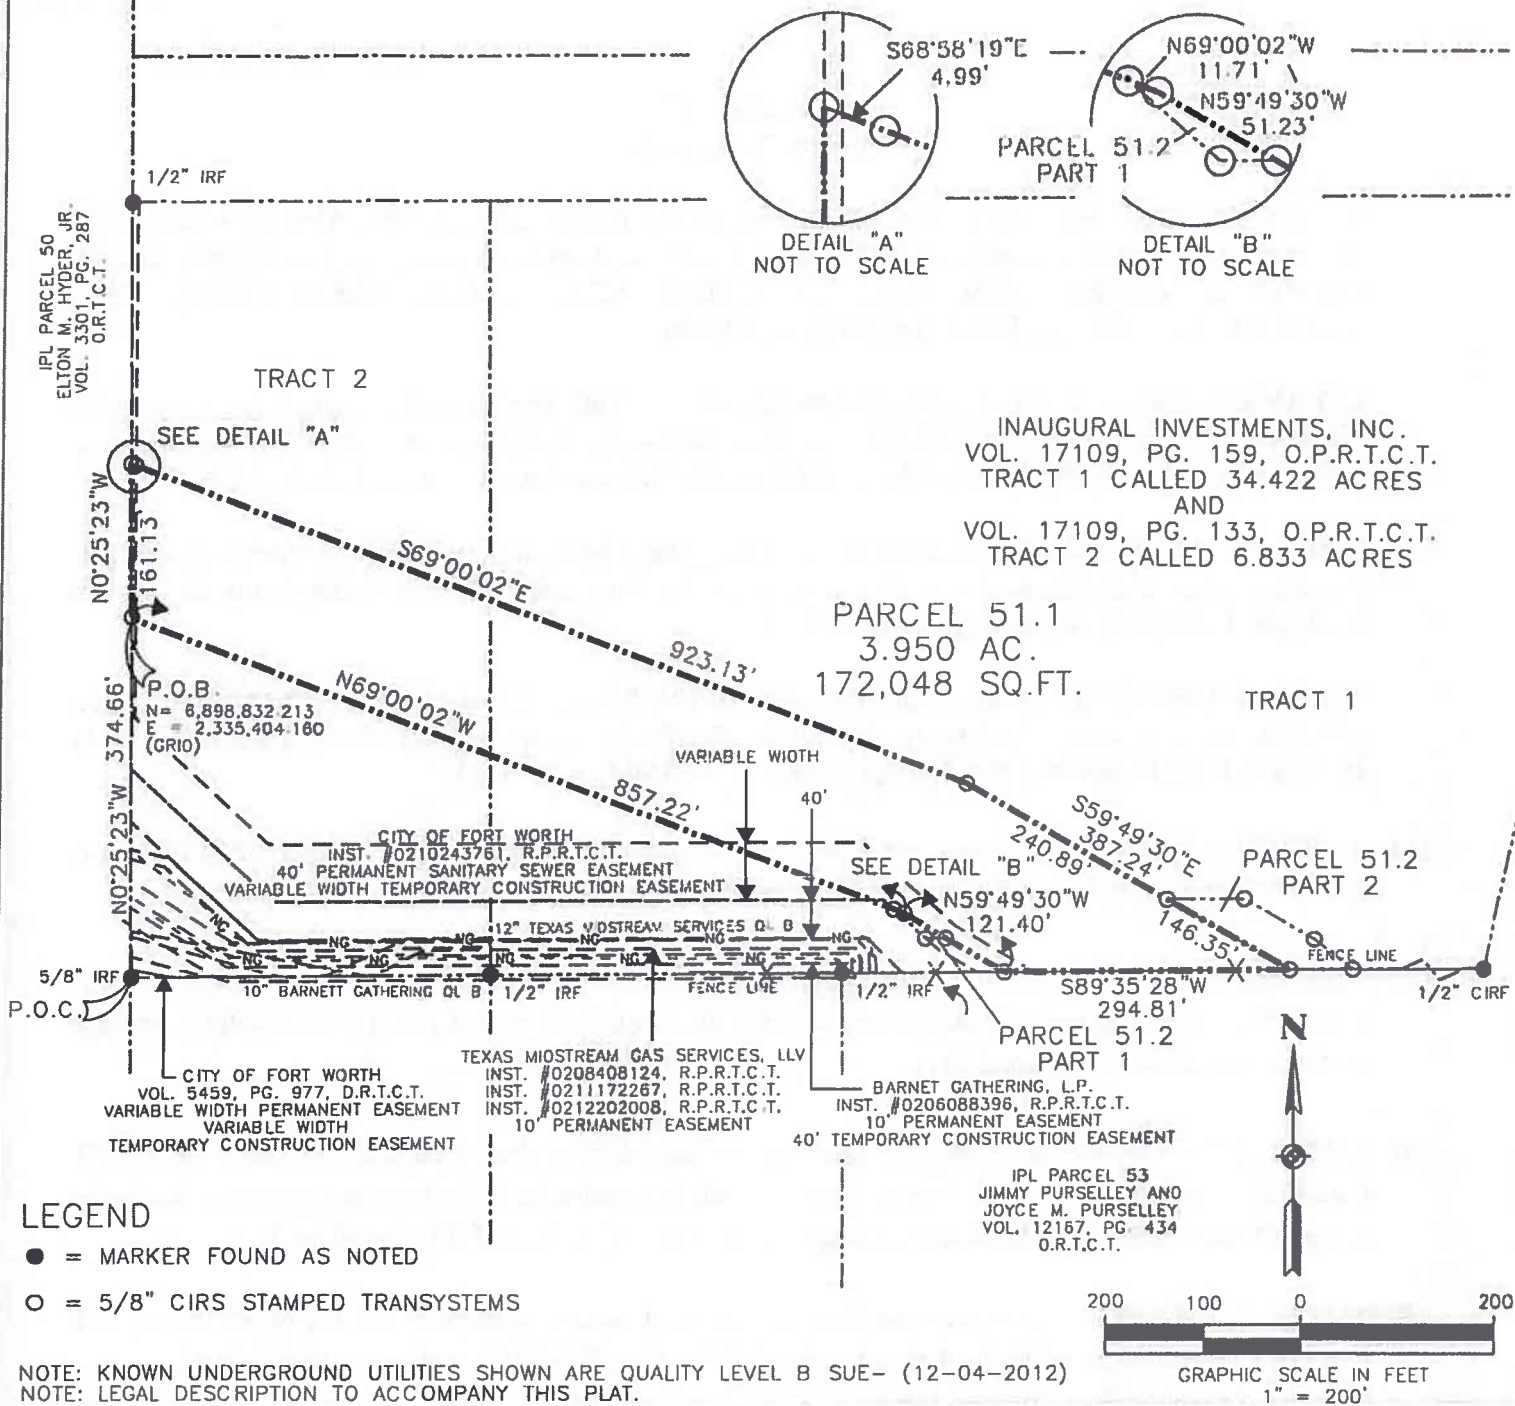 S68°58'19"E
4.99'
DETAIL "A"
NOT TO SCALE
N69°00'02"W
11.71'
N59°49'30"W
51.23'
PARCEL 51.2
PART 1
DETAIL "B"
NOT TO SCALE
1/2" IRF
IPL PARCEL 50
ELTON M. HYDER, JR.
VOL. 3301, PG. 287
O.R.T.C.T.
TRACT 2
SEE DETAIL "A"
INAUGURAL INVESTMENTS, INC.
VOL. 17109, PG. 159, O.P.R.T.C.T.
TRACT 1 CALLED 34.422 ACRES
AND
VOL. 17109, PG. 133, O.P.R.T.C.T.
TRACT 2 CALLED 6.833 ACRES
N0°25'23"W
161.13'
S69°00'02"E
923.13'
PARCEL 51.1
3.950 AC.
172,048 SQ.FT.
TRACT 1
P.O.B.
N= 6,898,832.213
E = 2,335,404.160
(GRID)
N69°00'02"W
857.22'
N0°25'23"W 374.66'
VARIABLE WIDTH
40'
S59°49'30"E
387.24'
240.89'
146.35'
PARCEL 51.2
PART 2
CITY OF FORT WORTH
INST. #0210243761, R.P.R.T.C.T.
40' PERMANENT SANITARY SEWER EASEMENT
VARIABLE WIDTH TEMPORARY CONSTRUCTION EASEMENT
SEE DETAIL "B"
N59°49'30"W
121.40'
12" TEXAS MIDSTREAM SERVICES QL B
NG NG NG NG NG
NG NG NG NG NG NG
FENCE LINE
5/8" IRF
P.O.C.
10" BARNETT GATHERING QL B
1/2" IRF
FENCE LINE
1/2" IRF
S89°35'28"W
294.81'
1/2" CIRF
PARCEL 51.2
PART 1
CITY OF FORT WORTH
VOL. 5459, PG. 977, D.R.T.C.T.
VARIABLE WIDTH PERMANENT EASEMENT
VARIABLE WIDTH
TEMPORARY CONSTRUCTION EASEMENT
TEXAS MIDSTREAM GAS SERVICES, LLV
INST. #0208408124, R.P.R.T.C.T.
INST. #0211172267, R.P.R.T.C.T.
INST. #0212202008, R.P.R.T.C.T.
10' PERMANENT EASEMENT
BARNET GATHERING, L.P.
INST. #0206088396, R.P.R.T.C.T.
10' PERMANENT EASEMENT
40' TEMPORARY CONSTRUCTION EASEMENT
IPL PARCEL 53
JIMMY PURSELLEY AND
JOYCE M. PURSELLEY
VOL. 12167, PG. 434
O.R.T.C.T.
N
LEGEND
● = MARKER FOUND AS NOTED
O = 5/8" CIRS STAMPED TRANSYSTEMS
200 100 0 200
GRAPHIC SCALE IN FEET
1" = 200'
NOTE: KNOWN UNDERGROUND UTILITIES SHOWN ARE QUALITY LEVEL B SUE- (12-04-2012)
NOTE: LEGAL DESCRIPTION TO ACCOMPANY THIS PLAT.